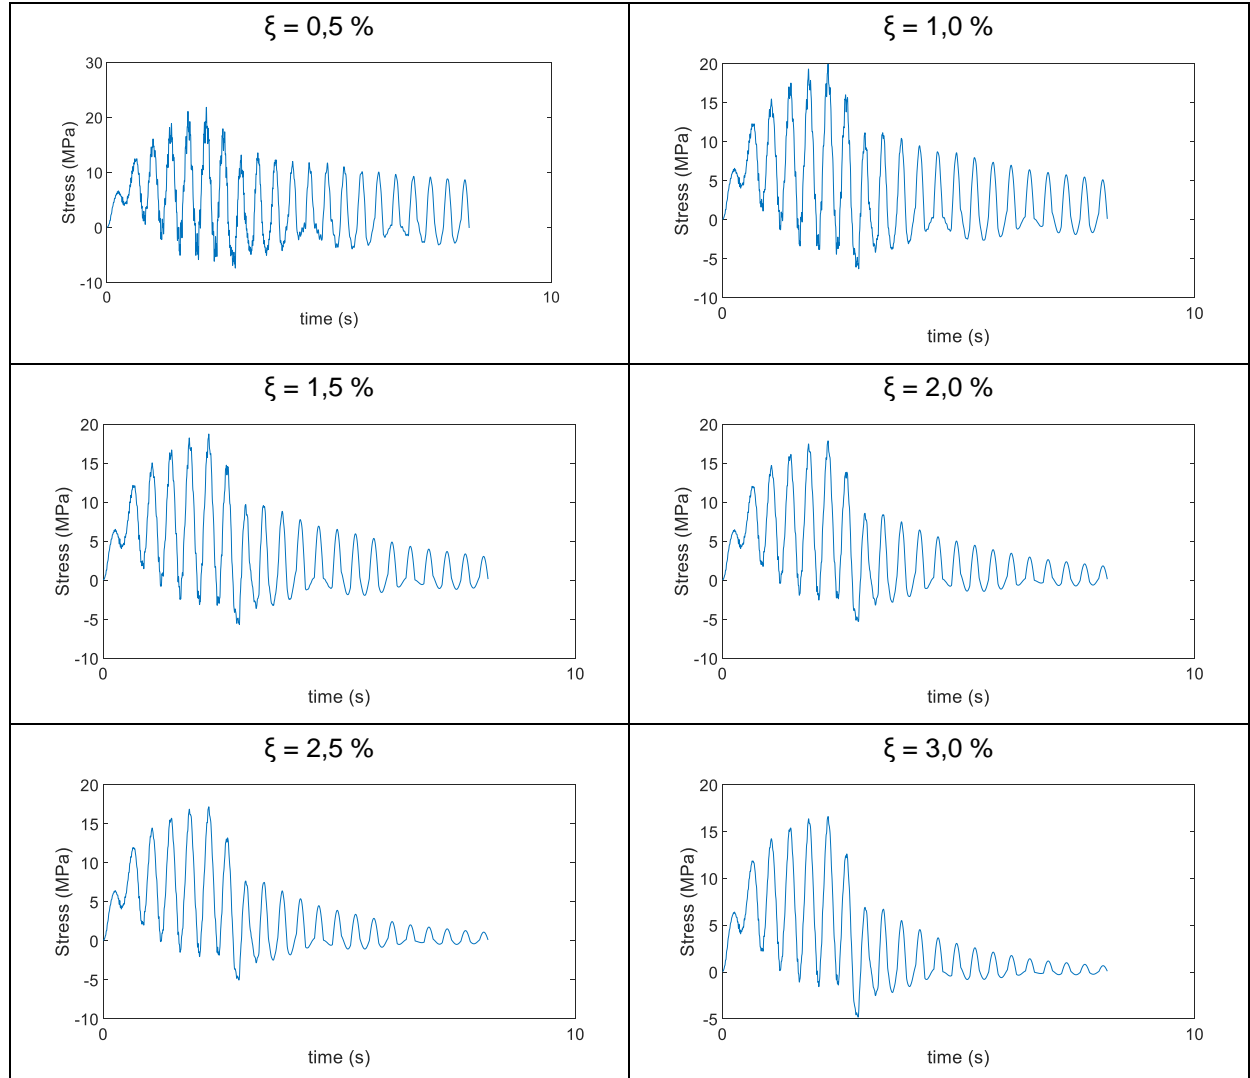 ξ = 0,5 %
30
20
10
0
-10
Stress (MPa)
0
10
time (s)
ξ = 1,0 %
20
15
10
5
0
-5
-10
Stress (MPa)
0
10
time (s)
ξ = 1,5 %
20
15
10
5
0
-5
-10
Stress (MPa)
0
10
time (s)
ξ = 2,0 %
20
15
10
5
0
-5
-10
Stress (MPa)
0
10
time (s)
ξ = 2,5 %
20
15
10
5
0
-5
-10
Stress (MPa)
0
10
time (s)
ξ = 3,0 %
20
15
10
5
0
-5
Stress (MPa)
0
10
time (s)